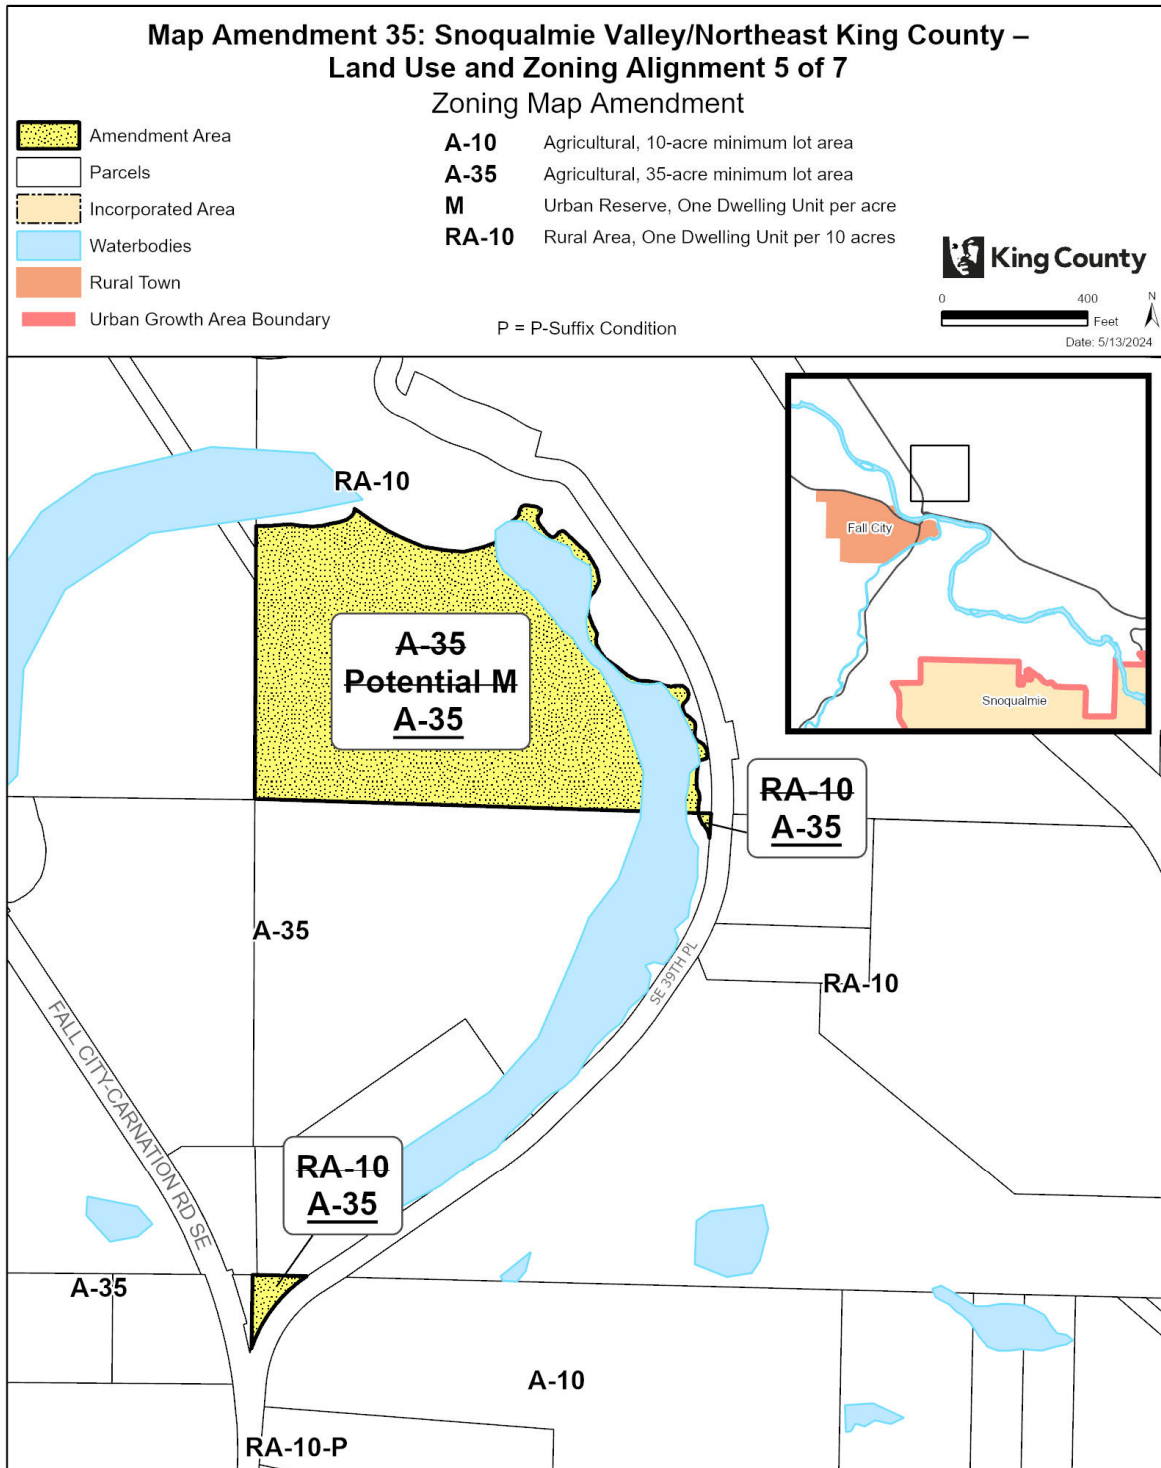 Map Amendment 35: Snoqualmie Valley/Northeast King County –
Land Use and Zoning Alignment 5 of 7
Zoning Map Amendment
Amendment Area
Parcels
Incorporated Area
Waterbodies
Rural Town
Urban Growth Area Boundary
A-10 Agricultural, 10-acre minimum lot area
A-35 Agricultural, 35-acre minimum lot area
M Urban Reserve, One Dwelling Unit per acre
RA-10 Rural Area, One Dwelling Unit per 10 acres
P = P-Suffix Condition
King County
0 400
Feet
N
Date: 5/13/2024
Fall City
Snoqualmie
RA-10
A-35
Potential M
A-35
RA-10
A-35
A-35
RA-10
SE 39TH PL
FALL CITY-CARNATION RD SE
RA-10
A-35
A-35
A-10
RA-10-P